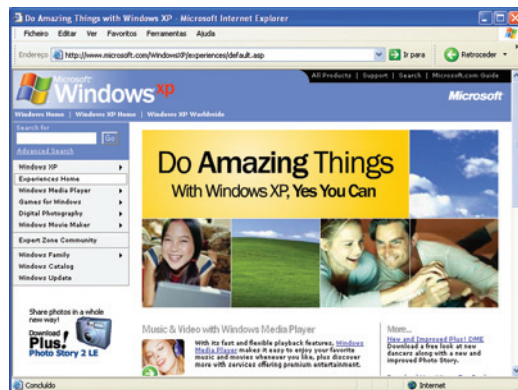 Do Amazing Things with Windows XP - Microsoft Internet Explorer
Ficheiro Editar Ver Favoritos Ferramentas Ajuda
Endereço http://www.microsoft.com/WindowsXP/experiences/default.asp Ir para Retroceder
All Products | Support | Search | Microsoft.com Guide
Microsoft
Windows xp
Microsoft
Windows Home | Windows XP Home | Windows XP Worldwide
Search for
Go
Advanced Search
Windows XP
Experiences Home
Windows Media Player
Games for Windows
Digital Photography
Windows Movie Maker
Expert Zone Community
Windows Family
Windows Catalog
Windows Update
Share photos in a whole
new way!
Download
Plus!
Photo Story 2 LE
Do Amazing Things
With Windows XP, Yes You Can
Music & Video with Windows Media Player
With its fast and flexible playback features, Windows
Media Player makes it easy to enjoy your favorite
music and movies whenever you like, plus discover
more with services offering premium entertainment.
More...
New and Improved Plus! DME
Download a free look at new
dancers along with a new and
improved Photo Story.
Concluído
Internet